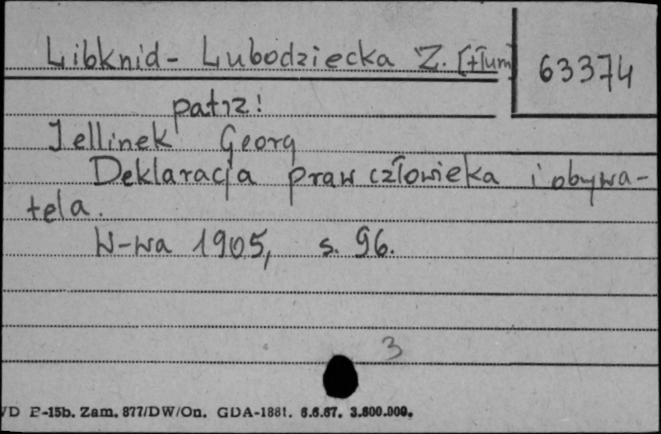 Libknid-Lubodziecka Z. [tłum]
63374
patrz!
Jellinek Georg
Deklaracja praw człowieka i obywa-
tela.
W-wa 1905, s. 96.
3
D P-15b. Zam. 877/DW/On. GDA-1881. 6.6.67. 3.600.000.